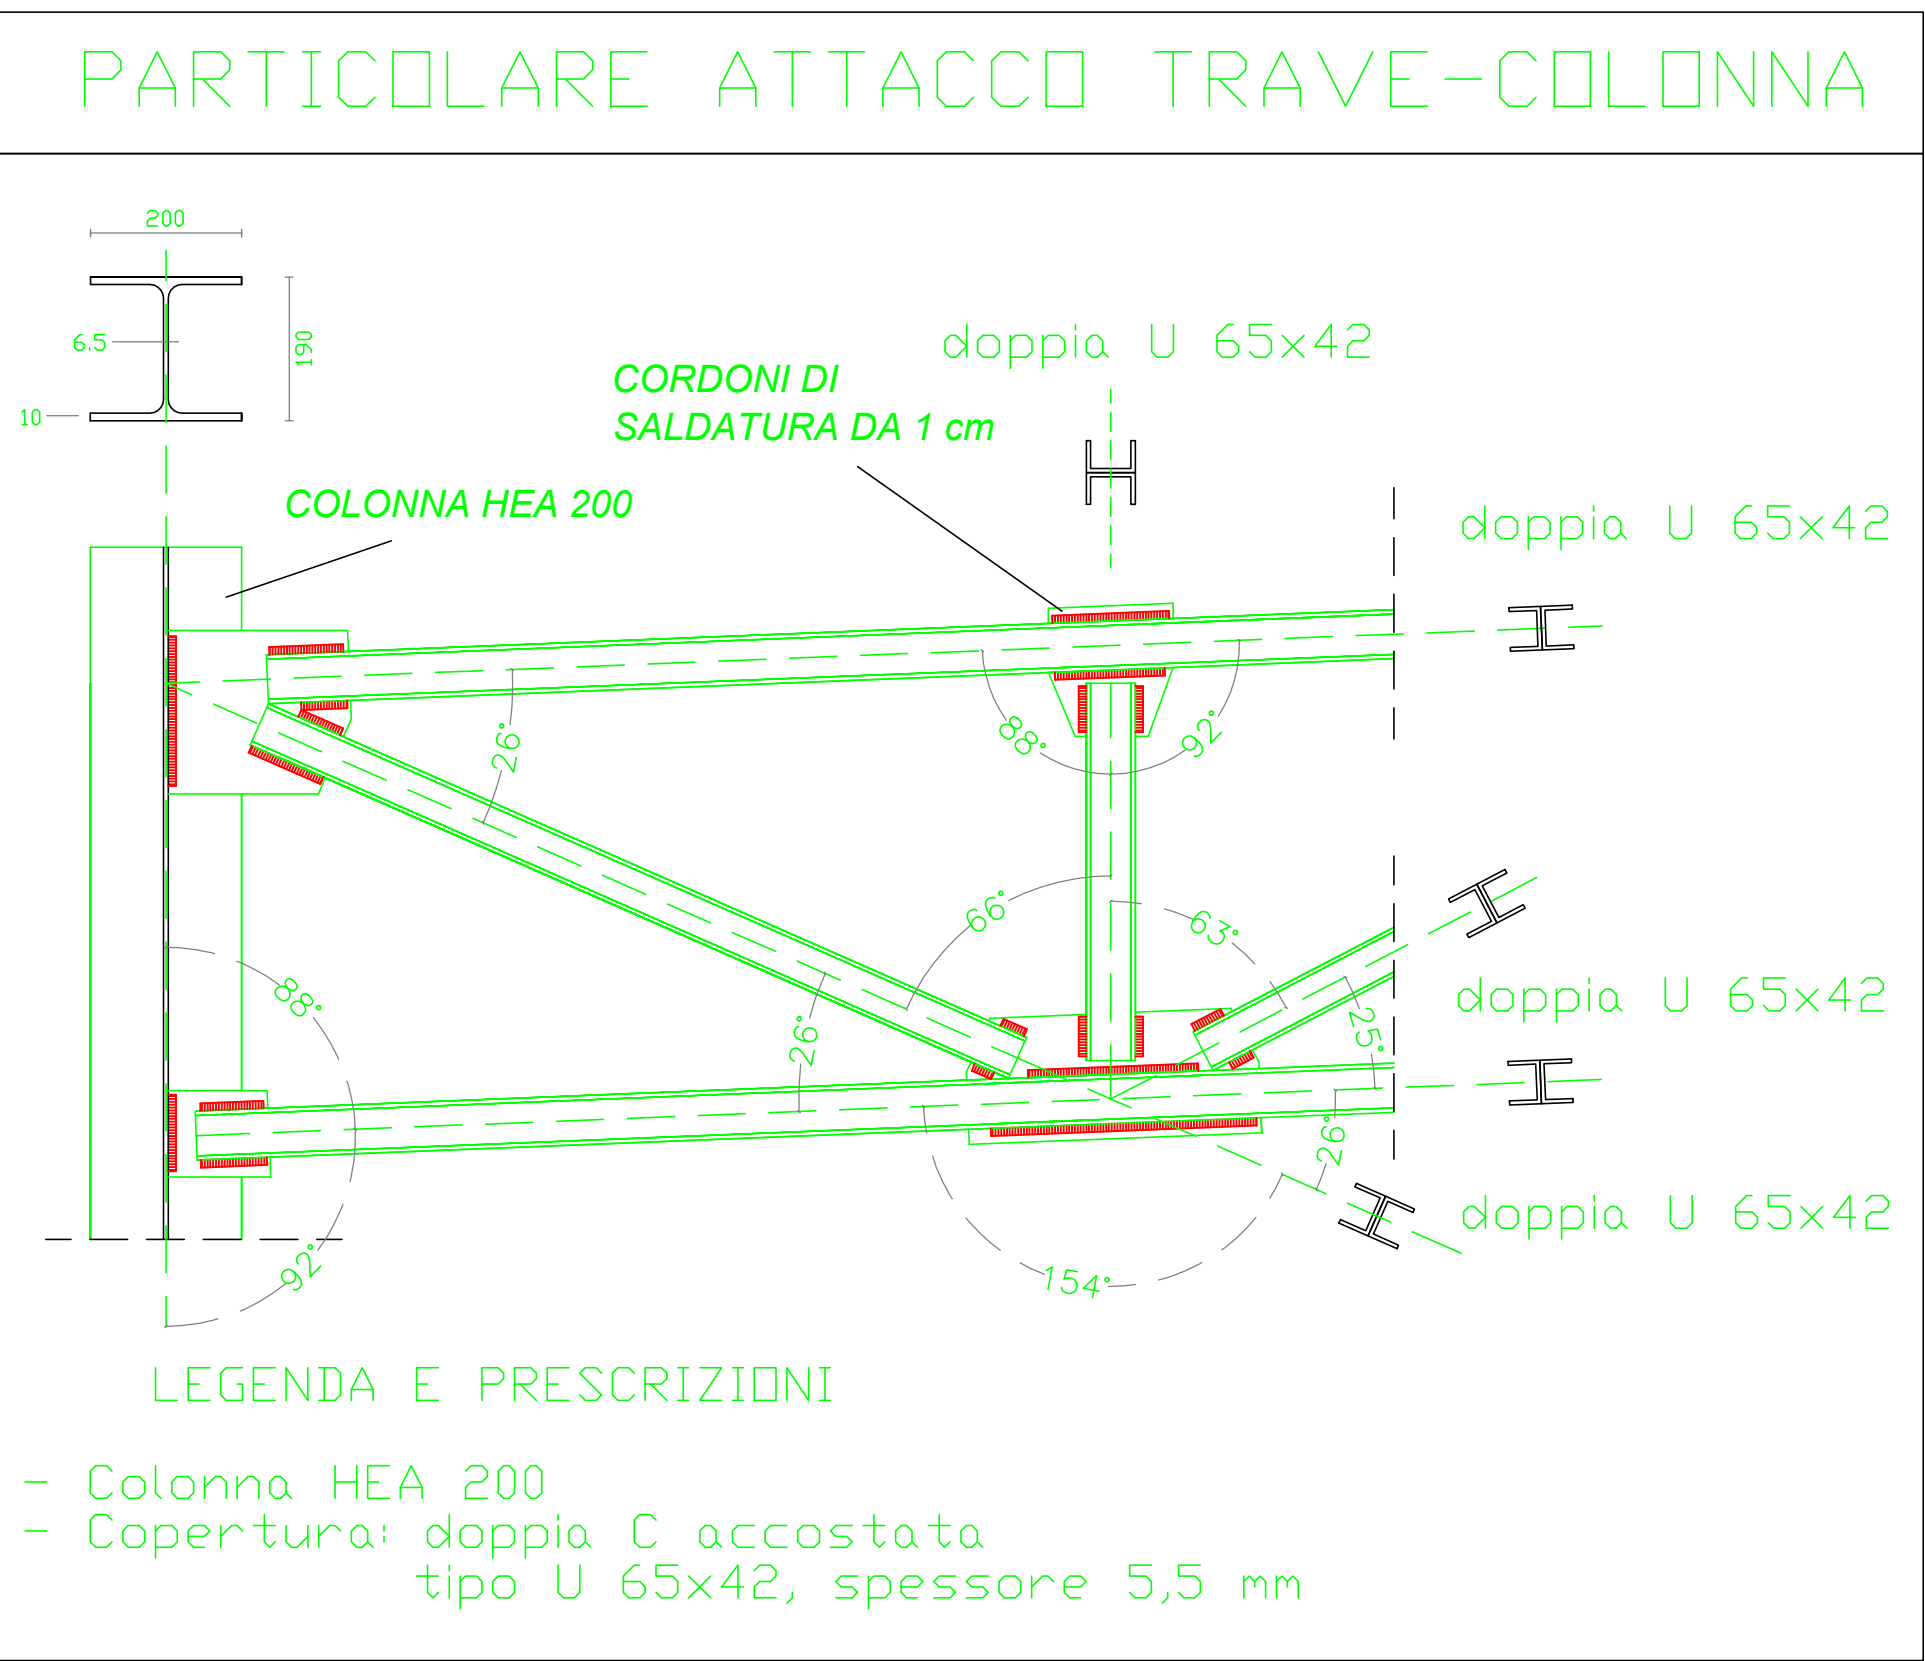 PARTICOLARE ATTACCO TRAVE-COLONNA
200
6.5
190
10
doppia U 65x42
CORDONI DI
SALDATURA DA 1 cm
COLONNA HEA 200
doppia U 65x42
26°
88°
92°
66°
63°
88°
26°
25°
doppia U 65x42
26°
doppia U 65x42
92°
154°
LEGENDA E PRESCRIZIONI
- Colonna HEA 200
- Copertura: doppia C accostata
tipo U 65x42, spessore 5,5 mm